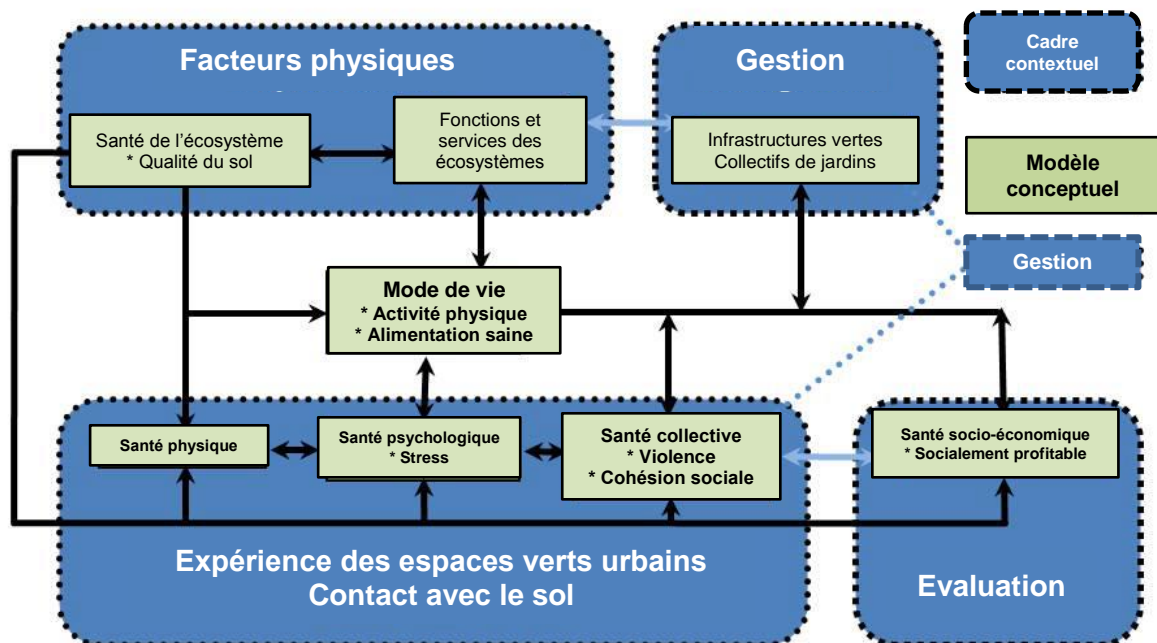 Facteurs physiques
Santé de l’écosystème
* Qualité du sol
Fonctions et
services des
écosystèmes
Gestion
Infrastructures vertes
Collectifs de jardins
Cadre
contextuel
Modèle
conceptuel
Gestion
Mode de vie
* Activité physique
* Alimentation saine
Santé physique
Santé psychologique
* Stress
Santé collective
* Violence
* Cohésion sociale
Santé socio-économique
* Socialement profitable
Expérience des espaces verts urbains
Contact avec le sol
Evaluation